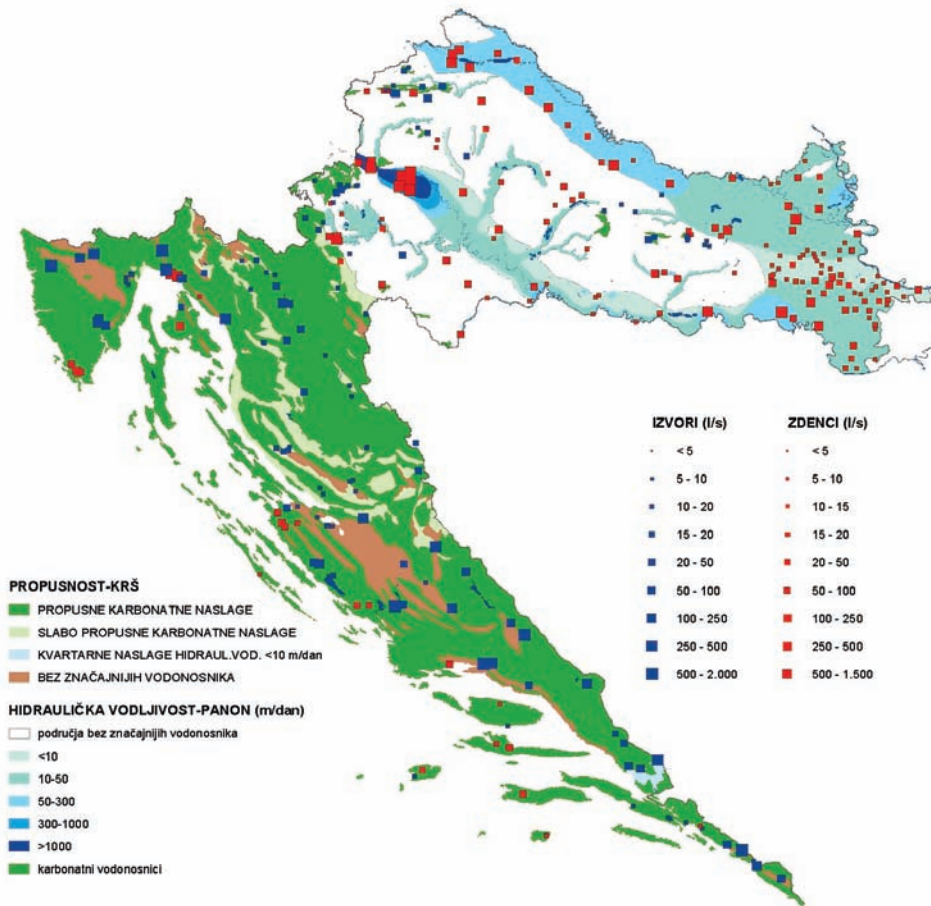 IZVORI (l/s)
< 5
5 - 10
10 - 20
15 - 20
20 - 50
50 - 100
100 - 250
250 - 500
500 - 2.000
ZDENCI (l/s)
< 5
5 - 10
10 - 15
15 - 20
20 - 50
50 - 100
100 - 250
250 - 500
500 - 1.500
PROPUSNOST-KRŠ
PROPUSNE KARBONATNE NASLAGE
SLABO PROPUSNE KARBONATNE NASLAGE
KVARTARNE NASLAGE HIDRAUL.VOD. <10 m/dan
BEZ ZNAČAJNIJIH VODONOSNIKA
HIDRAULIČKA VODLJIVOST-PANON (m/dan)
područja bez značajnijih vodonosnika
<10
10-50
50-300
300-1000
>1000
karbonatni vodonosnici